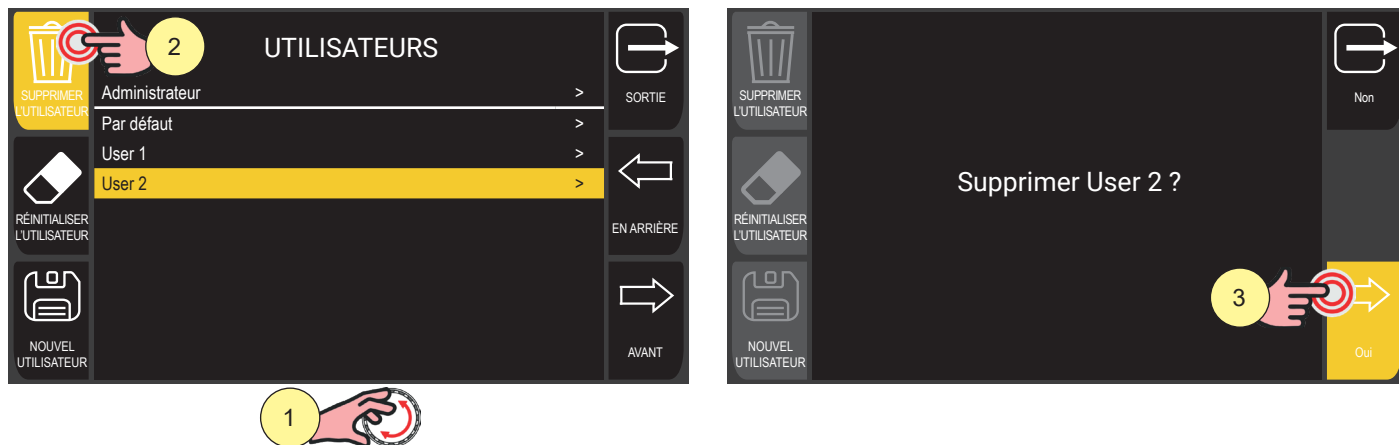 SUPPRIMER
L'UTILISATEUR
2
UTILISATEURS
SORTIE
Administrateur >
Par défaut >
User 1 >
User 2 >
RÉINITIALISER
L'UTILISATEUR
EN ARRIÈRE
NOUVEL
UTILISATEUR
AVANT
1
SUPPRIMER
L'UTILISATEUR
Non
Supprimer User 2 ?
RÉINITIALISER
L'UTILISATEUR
3
NOUVEL
UTILISATEUR
Oui